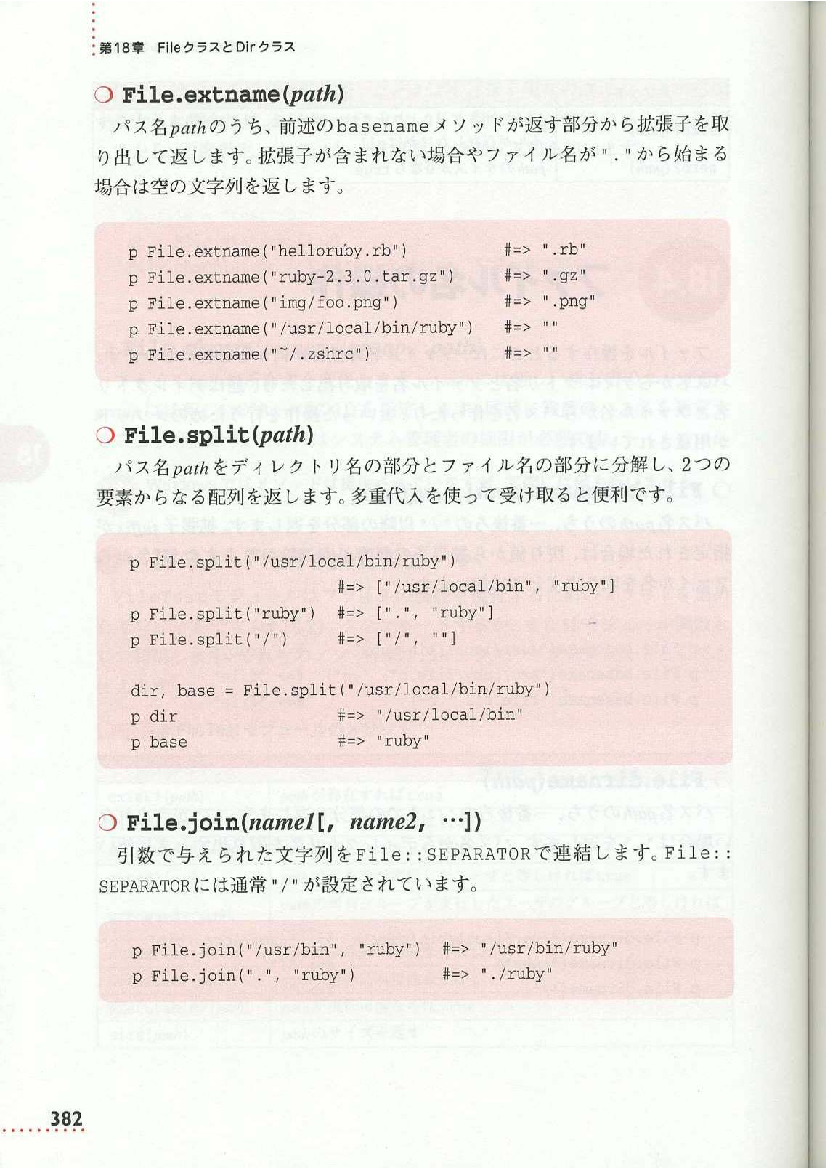 第18章 FileクラスとDirクラス
❍ File.extname(path)
パス名pathのうち、前述のbasenameメソッドが返す部分から拡張子を取
り出して返します。拡張子が含まれない場合やファイル名が"."から始まる
場合は空の文字列を返します。
p File.extname("helloruby.rb") #=> ".rb"
p File.extname("ruby-2.3.0.tar.gz") #=> ".gz"
p File.extname("img/foo.png") #=> ".png"
p File.extname("/usr/local/bin/ruby") #=> ""
p File.extname("~/.zshrc") #=> ""
❍ File.split(path)
パス名pathをディレクトリ名の部分とファイル名の部分に分解し、2つの
要素からなる配列を返します。多重代入を使って受け取ると便利です。
p File.split("/usr/local/bin/ruby")
#=> ["/usr/local/bin", "ruby"]
p File.split("ruby") #=> [".", "ruby"]
p File.split("/") #=> ["/", ""]
dir, base = File.split("/usr/local/bin/ruby")
p dir #=> "/usr/local/bin"
p base #=> "ruby"
❍ File.join(name1[, name2, …])
引数で与えられた文字列をFile::SEPARATORで連結します。File::
SEPARATORには通常"/"が設定されています。
p File.join("/usr/bin", "ruby") #=> "/usr/bin/ruby"
p File.join(".", "ruby") #=> "./ruby"
382